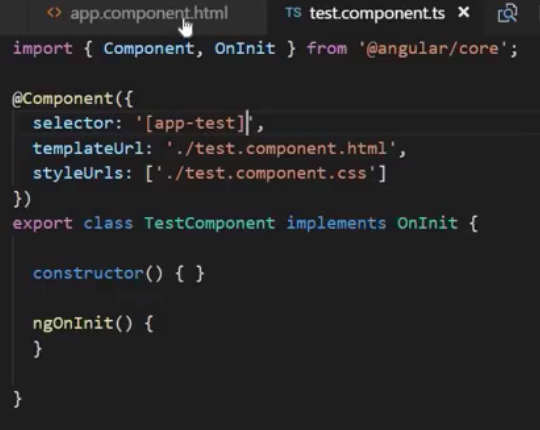 <> app.component.html TS test.component.ts ×
import { Component, OnInit } from '@angular/core';
@Component({
  selector: '[app-test]',
  templateUrl: './test.component.html',
  styleUrls: ['./test.component.css']
})
export class TestComponent implements OnInit {
  constructor() { }
  ngOnInit() {
  }
}